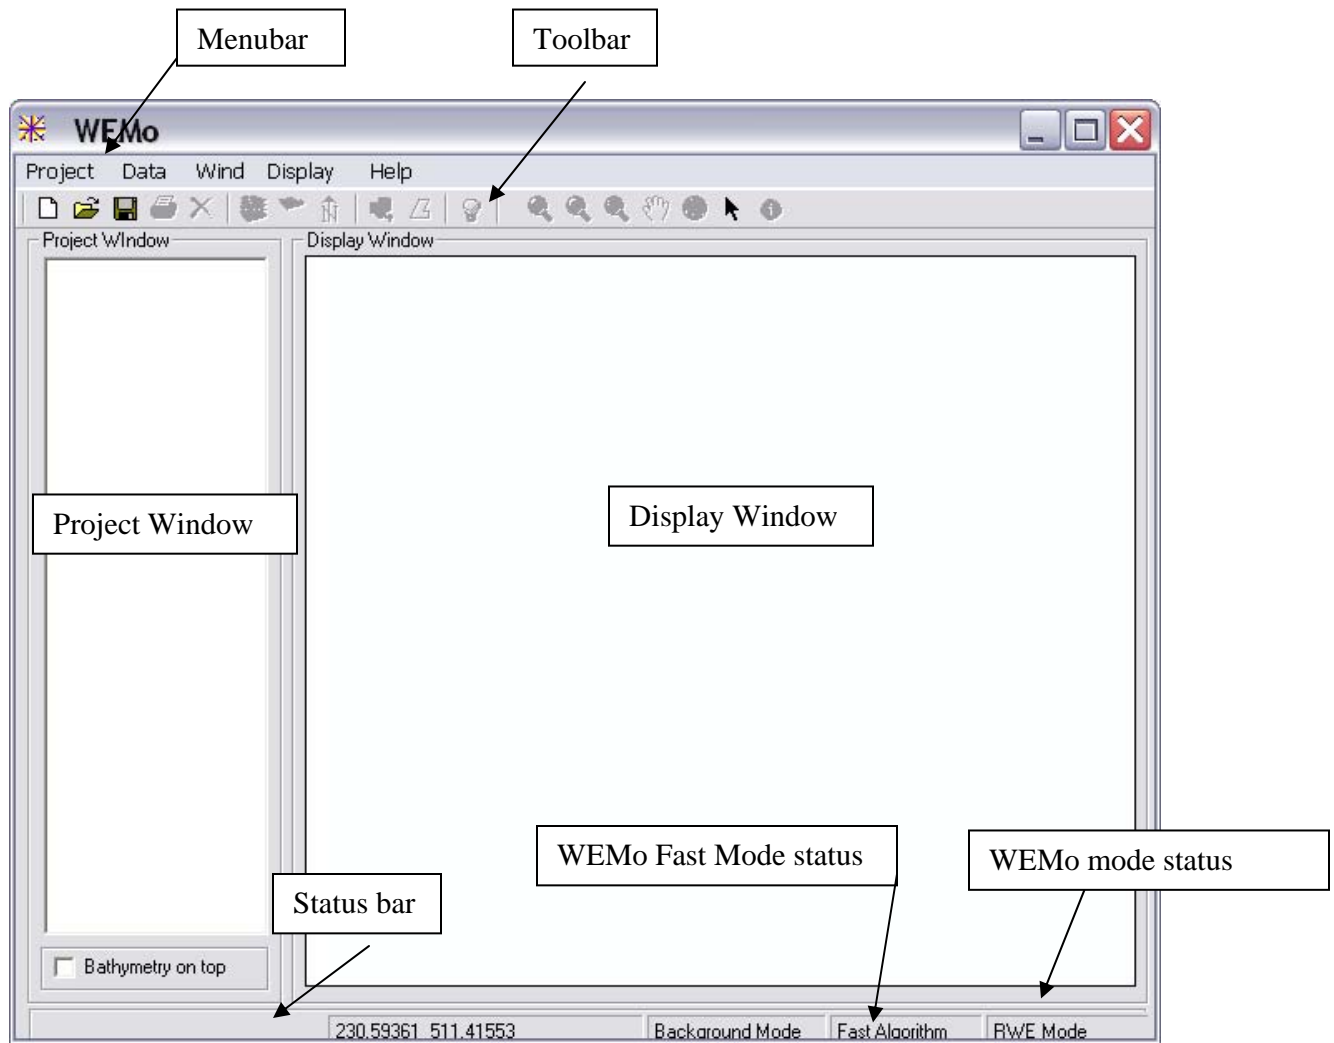 Menubar
Toolbar
WEMo
Project Data Wind Display Help
Project WIndow
Display Window
Project Window
Display Window
WEMo Fast Mode status
WEMo mode status
Status bar
Bathymetry on top
230.59361 511.41553
Background Mode
Fast Algorithm
RWE Mode